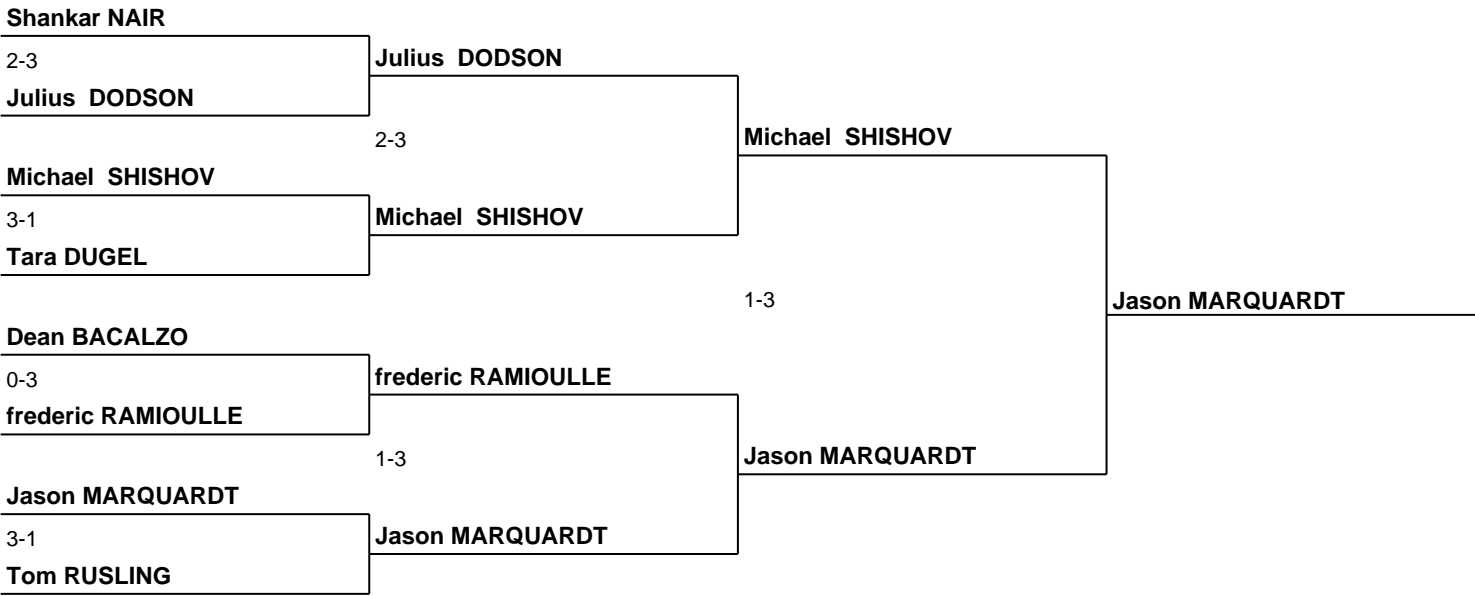 Shankar NAIR
2-3
Julius  DODSON
Julius  DODSON
2-3
Michael  SHISHOV
Michael  SHISHOV
3-1
Michael  SHISHOV
Tara DUGEL
1-3
Jason MARQUARDT
Dean BACALZO
0-3
frederic RAMIOULLE
frederic RAMIOULLE
1-3
Jason MARQUARDT
Jason MARQUARDT
3-1
Jason MARQUARDT
Tom RUSLING